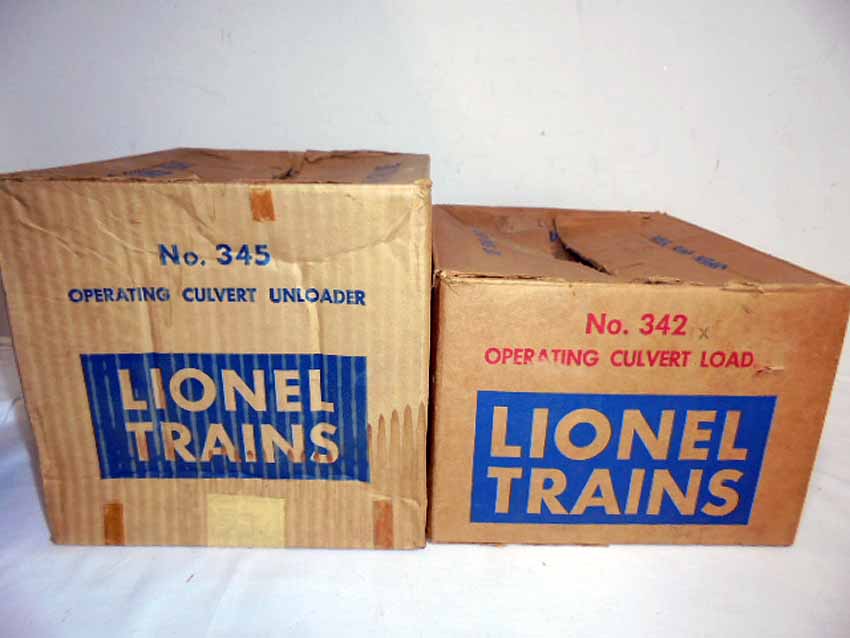 No. 345
OPERATING CULVERT UNLOADER
LIONEL
TRAINS
No. 342 x
OPERATING CULVERT LOAD
LIONEL
TRAINS